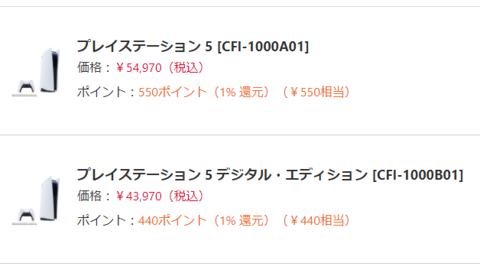 プレイステーション 5 [CFI-1000A01]
価格：￥54,970（税込）
ポイント：550ポイント（1% 還元）（￥550相当）
プレイステーション 5 デジタル・エディション [CFI-1000B01]
価格：￥43,970（税込）
ポイント：440ポイント（1% 還元）（￥440相当）